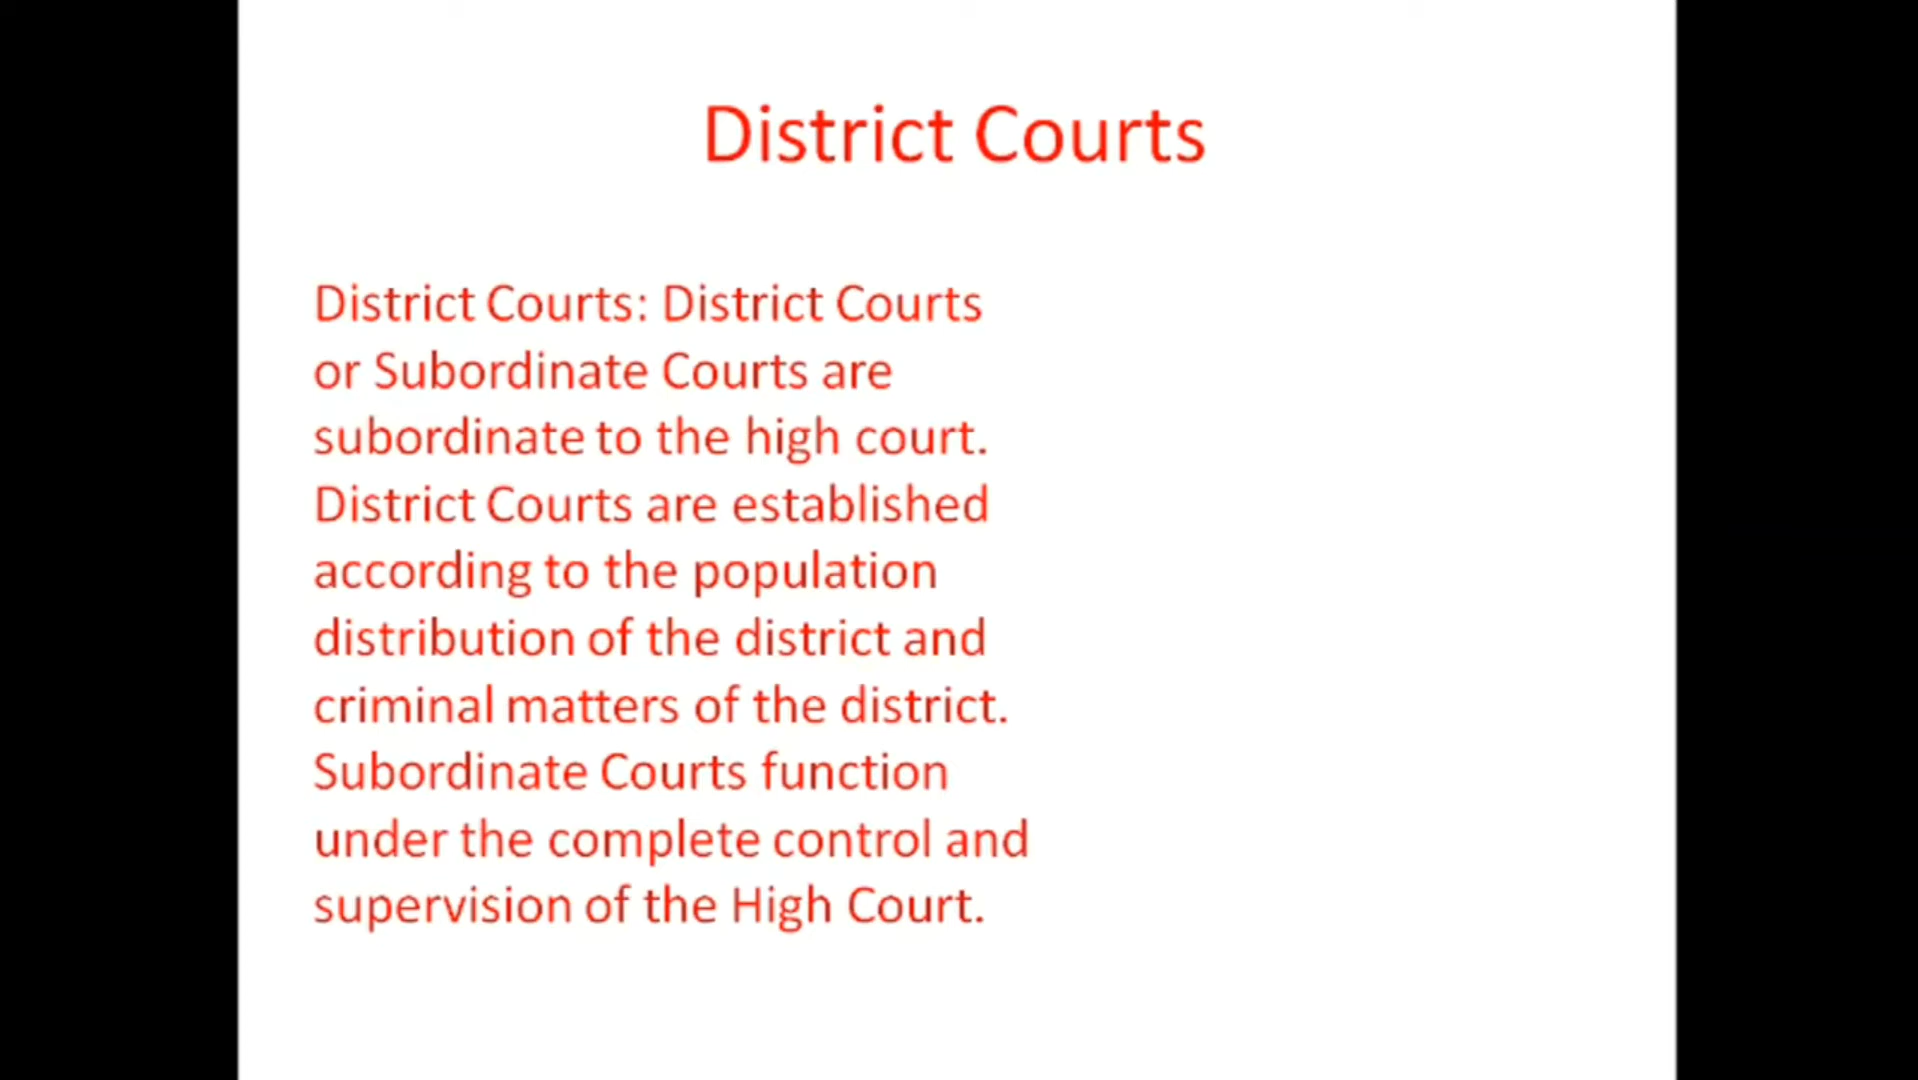 District Courts
District Courts: District Courts
or Subordinate Courts are
subordinate to the high court.
District Courts are established
according to the population
distribution of the district and
criminal matters of the district.
Subordinate Courts function
under the complete control and
supervision of the High Court.